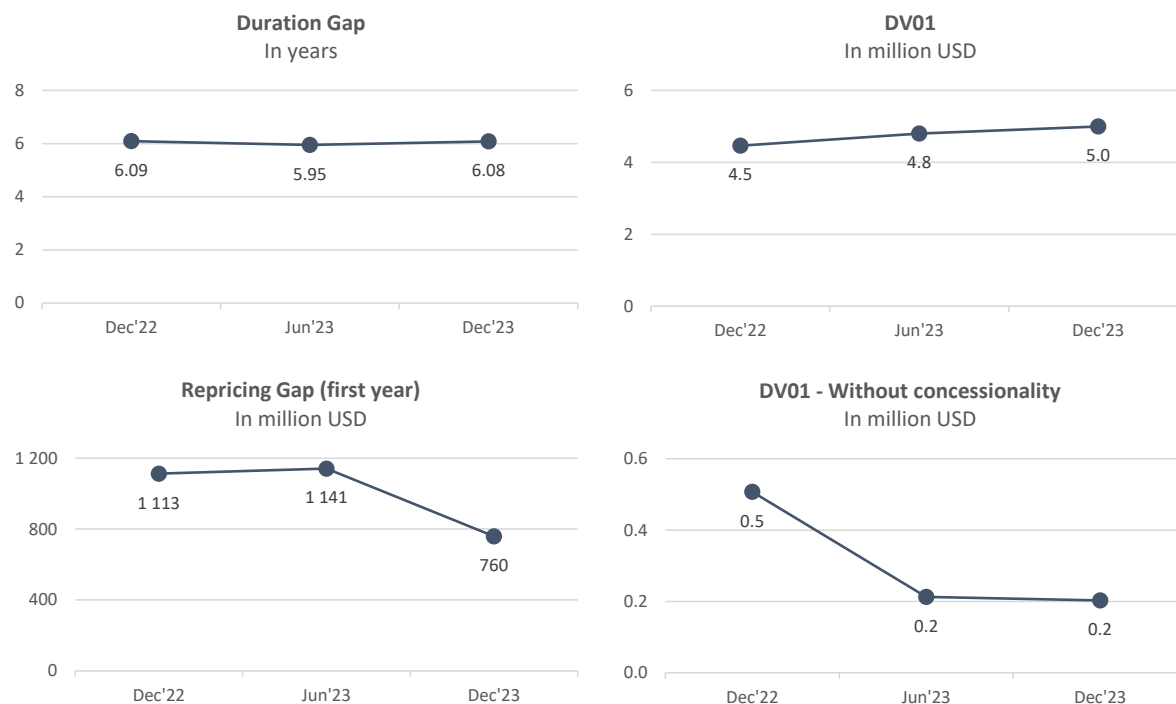 Duration Gap
In years
8
6
4
2
0
6.09
5.95
6.08
Dec'22
Jun'23
Dec'23
DV01
In million USD
6
4
2
0
4.5
4.8
5.0
Dec'22
Jun'23
Dec'23
Repricing Gap (first year)
In million USD
1 200
800
400
0
1 113
1 141
760
Dec'22
Jun'23
Dec'23
DV01 - Without concessionality
In million USD
0.6
0.4
0.2
0.0
0.5
0.2
0.2
Dec'22
Jun'23
Dec'23